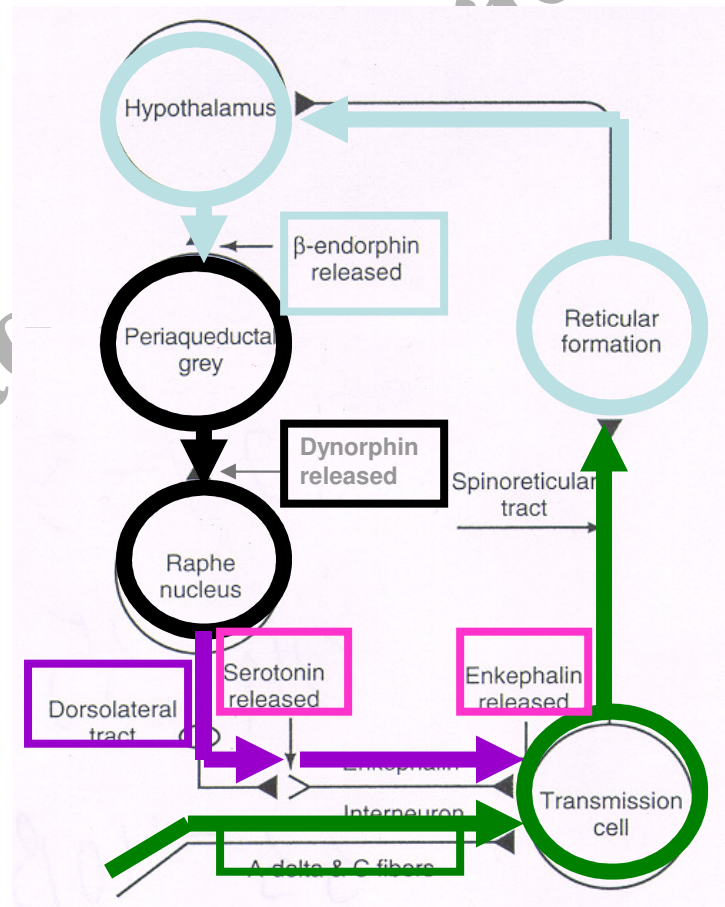 Hypothalamus
β-endorphin
released
Periaqueductal
grey
Reticular
formation
Dynorphin
released
Spinoreticular
tract
Raphe
nucleus
Serotonin
released
Enkephalin
released
Dorsolateral
tract
Enkephalin
Interneuron
Transmission
cell
A delta & C fibers